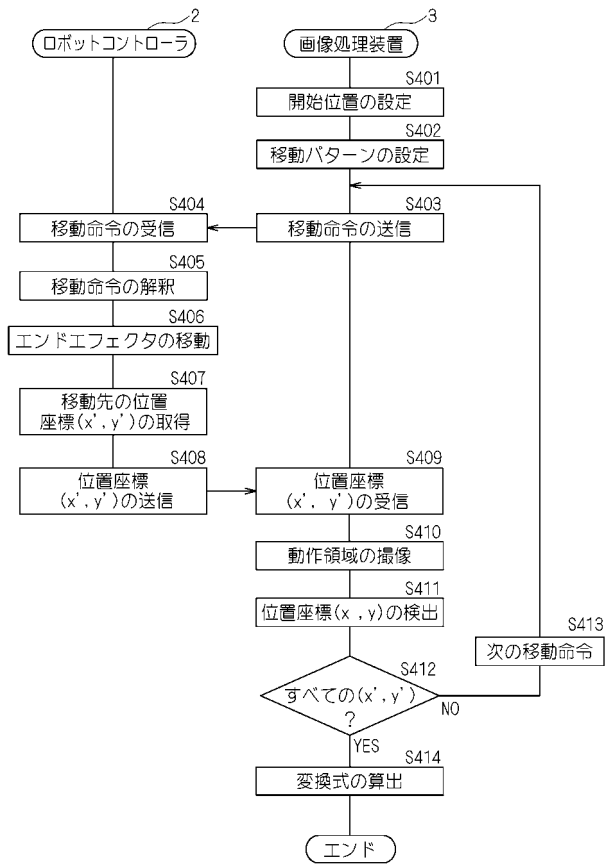 2
3
ロボットコントローラ
画像処理装置
S401
開始位置の設定
S402
移動パターンの設定
S404
S403
移動命令の受信
移動命令の送信
S405
移動命令の解釈
S406
エンドエフェクタの移動
S407
移動先の位置
座標(x',y')の取得
S408
S409
位置座標
(x',y')の送信
位置座標
(x', y')の受信
S410
動作領域の撮像
S411
位置座標(x ,y)の検出
S413
次の移動命令
S412
すべての(x',y')
?
NO
YES
S414
変換式の算出
エンド